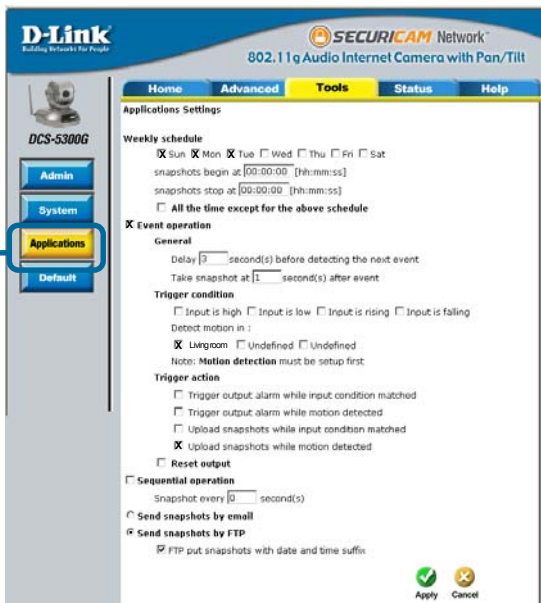 D-Link
Building Networks For People
SECURICAM Network™
802.11g Audio Internet Camera with Pan/Tilt
Home Advanced Tools Status Help
DCS-5300G
Admin
System
Applications
Default
Applications Settings
Weekly schedule
X Sun X Mon X Tue Wed Thu Fri Sat
snapshots begin at 00:00:00 [hh:mm:ss]
snapshots stop at 00:00:00 [hh:mm:ss]
All the time except for the above schedule
X Event operation
General
Delay 3 second(s) before detecting the next event
Take snapshot at 1 second(s) after event
Trigger condition
Input is high Input is low Input is rising Input is falling
Detect motion in :
X Livingroom Undefined Undefined
Note: Motion detection must be setup first
Trigger action
Trigger output alarm while input condition matched
Trigger output alarm while motion detected
Upload snapshots while input condition matched
X Upload snapshots while motion detected
Reset output
Sequential operation
Snapshot every 0 second(s)
Send snapshots by email
Send snapshots by FTP
FTP put snapshots with date and time suffix
Apply Cancel